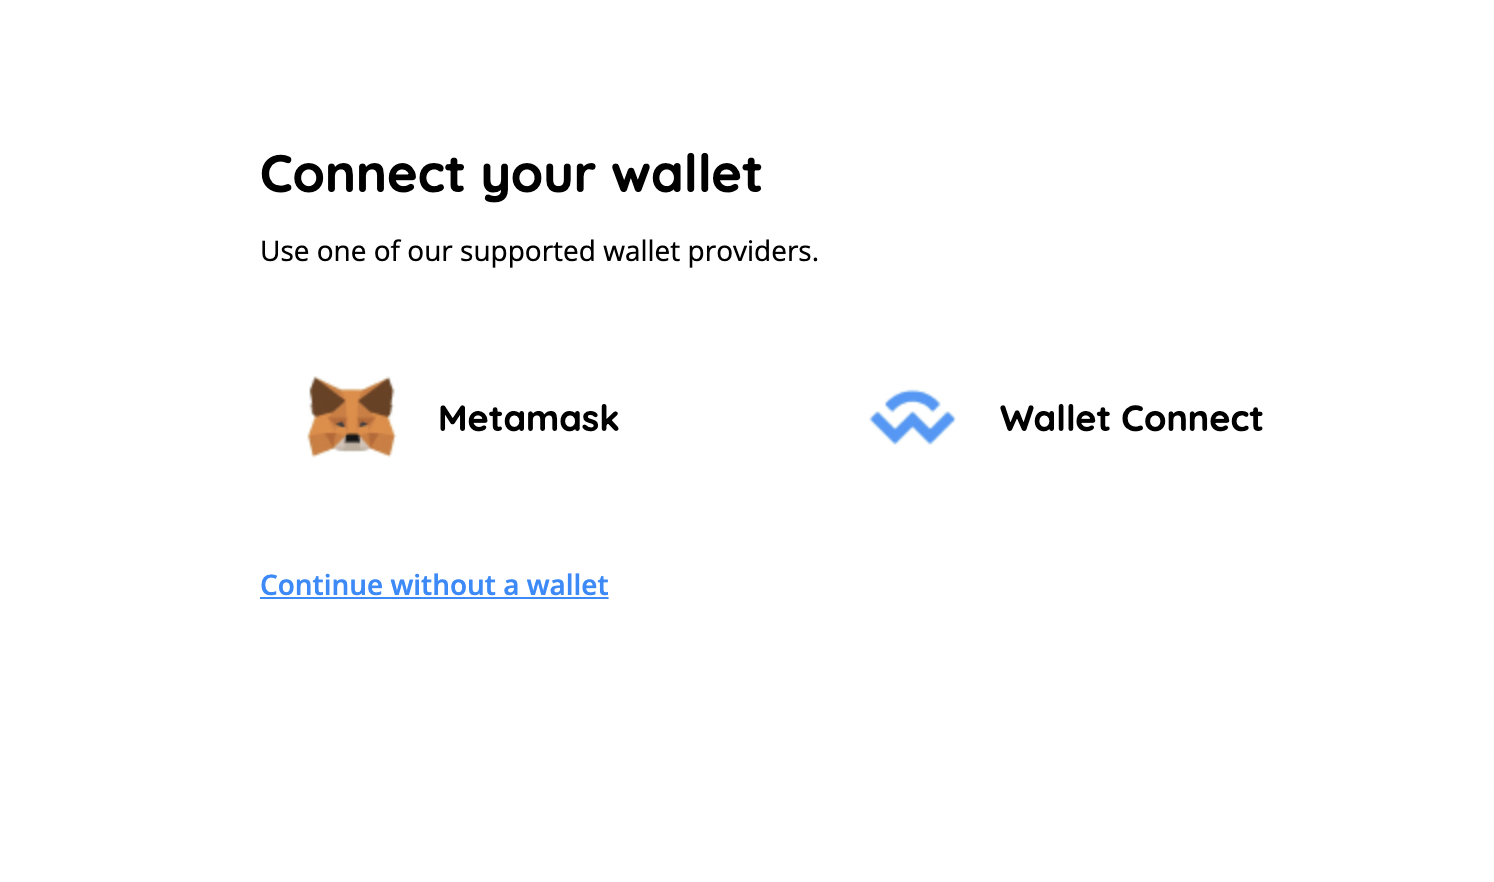 Connect your wallet
Use one of our supported wallet providers.
Metamask
Wallet Connect
Continue without a wallet